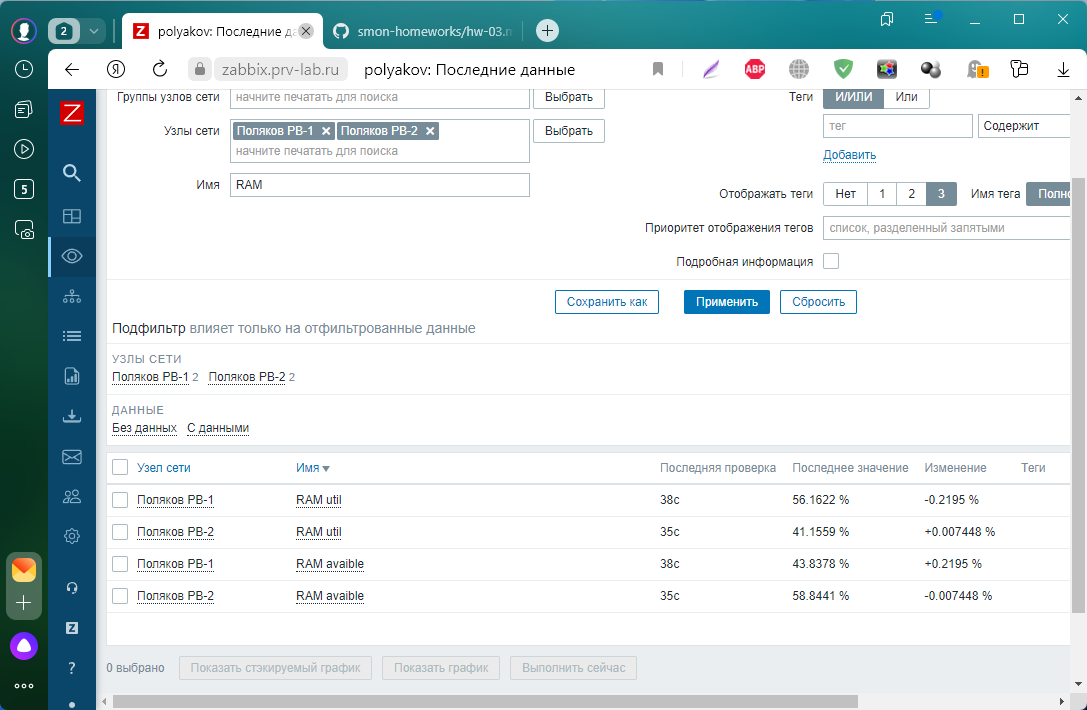 2
Z polyakov: Последние да
smon-homeworks/hw-03.m
zabbix.prv-lab.ru polyakov: Последние данные
ABP
5
Z
Группы узлов сети начните печатать для поиска Выбрать
Теги И/ИЛИ Или
Узлы сети Поляков РВ-1 Поляков РВ-2 Выбрать
начните печатать для поиска
тег Содержит
Добавить
Имя RAM
Отображать теги Нет 1 2 3 Имя тега Полно
Приоритет отображения тегов список, разделенный запятыми
Подробная информация
Сохранить как Применить Сбросить
Подфильтр влияет только на отфильтрованные данные
УЗЛЫ СЕТИ
Поляков РВ-1 2 Поляков РВ-2 2
ДАННЫЕ
Без данных С данными
Узел сети Имя Последняя проверка Последнее значение Изменение Теги
Поляков РВ-1 RAM util 38с 56.1622 % -0.2195 %
Поляков РВ-2 RAM util 35с 41.1559 % +0.007448 %
Поляков РВ-1 RAM avaible 38с 43.8378 % +0.2195 %
Поляков РВ-2 RAM avaible 35с 58.8441 % -0.007448 %
Z
?
0 выбрано Показать стэкируемый график Показать график Выполнить сейчас